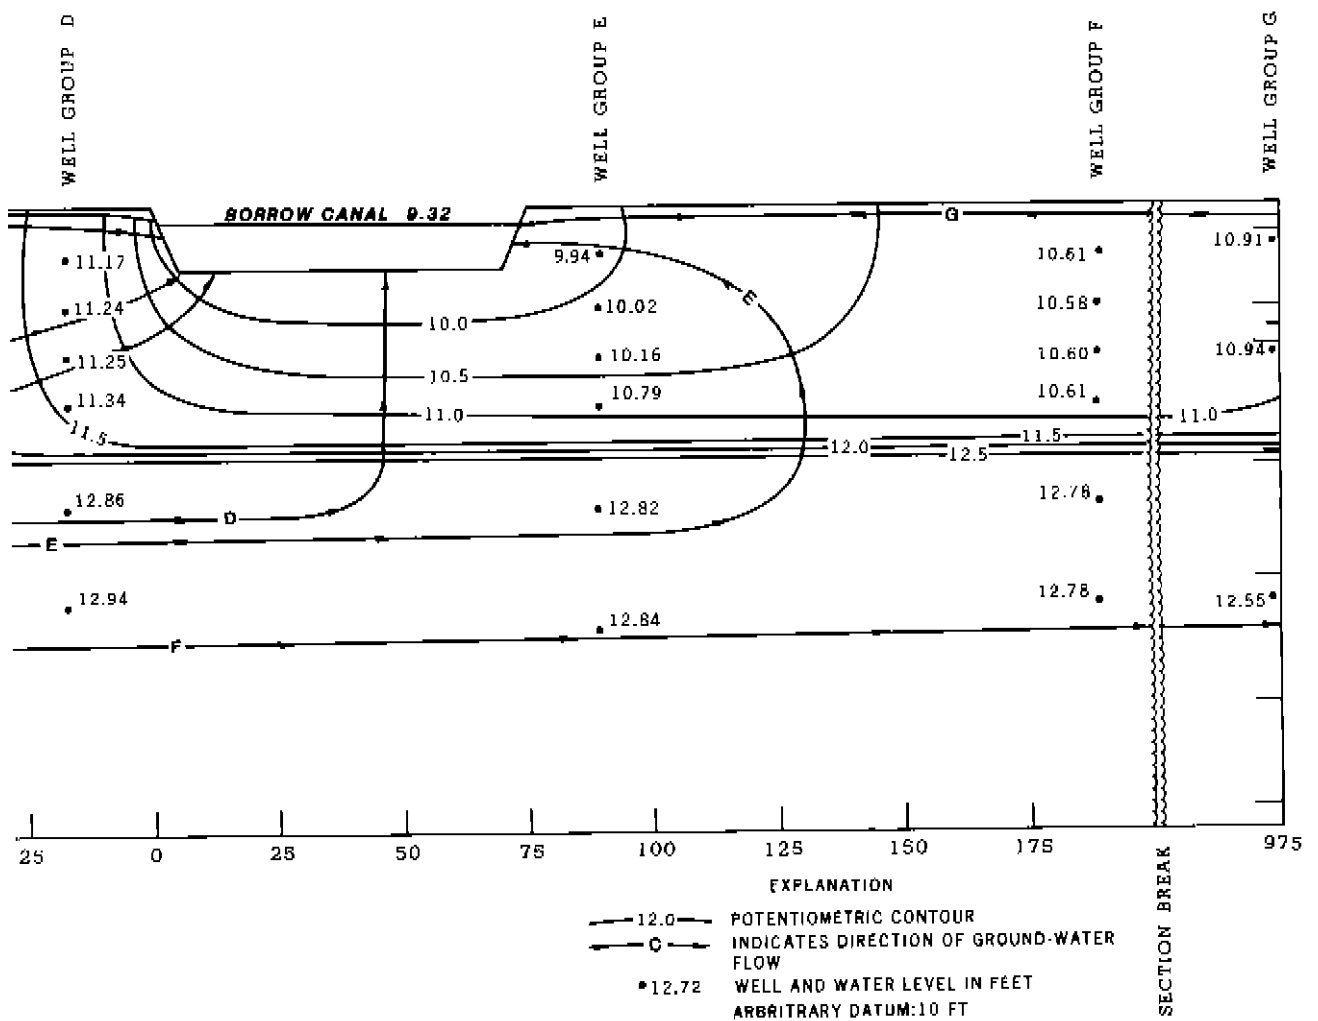 WELL GROUP D
WELL GROUP E
WELL GROUP F
WELL GROUP G
BORROW CANAL 9.32
G
11.17
9.94
10.61
10.91
11.24
10.0
10.02
E
10.58
11.25
10.5
10.16
10.60
10.94
11.34
11.0
10.79
10.61
11.0
11.5
12.0
11.5
12.5
12.86
D
12.82
12.78
E
12.94
12.84
12.78
12.55
F
25 0 25 50 75 100 125 150 175 975
EXPLANATION
12.0 POTENTIOMETRIC CONTOUR
C INDICATES DIRECTION OF GROUND-WATER
FLOW
12.72 WELL AND WATER LEVEL IN FEET
ARBRITRARY DATUM:10 FT
SECTION BREAK